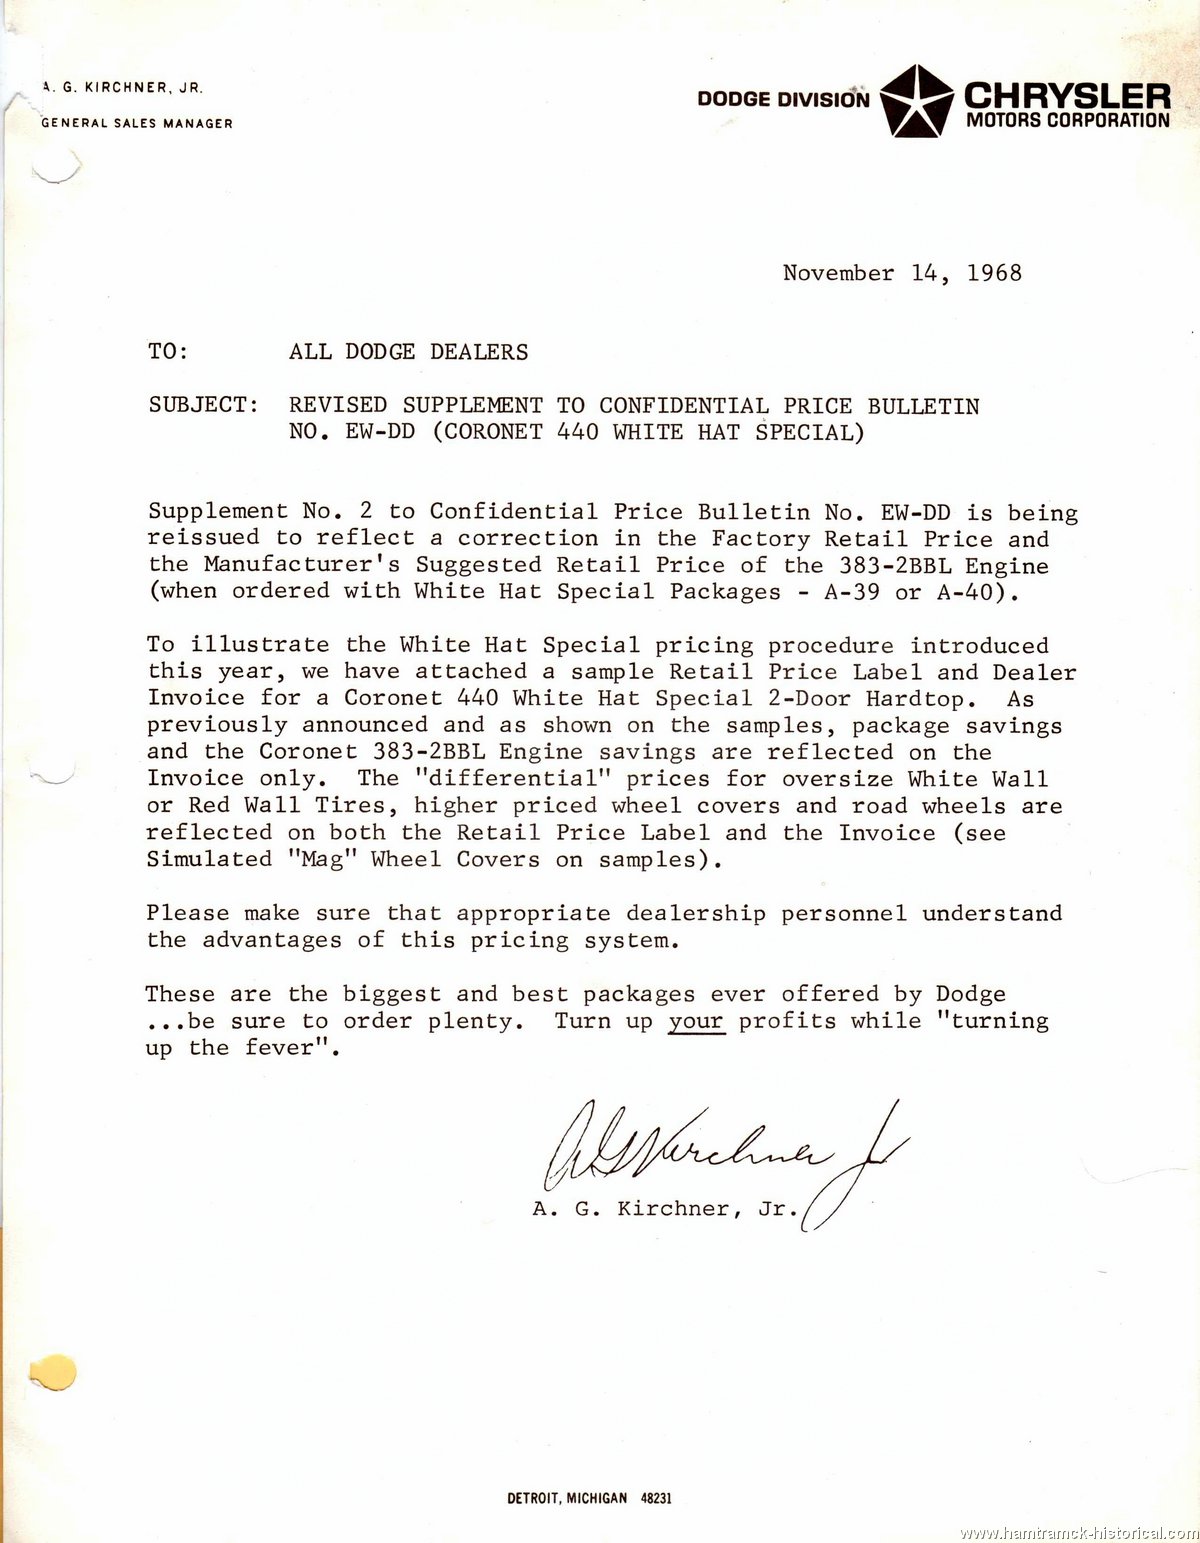 A. G. KIRCHNER, JR.
GENERAL SALES MANAGER
DODGE DIVISION
CHRYSLER
MOTORS CORPORATION
November 14, 1968
TO: ALL DODGE DEALERS
SUBJECT: REVISED SUPPLEMENT TO CONFIDENTIAL PRICE BULLETIN
NO. EW-DD (CORONET 440 WHITE HAT SPECIAL)
Supplement No. 2 to Confidential Price Bulletin No. EW-DD is being
reissued to reflect a correction in the Factory Retail Price and
the Manufacturer's Suggested Retail Price of the 383-2BBL Engine
(when ordered with White Hat Special Packages - A-39 or A-40).
To illustrate the White Hat Special pricing procedure introduced
this year, we have attached a sample Retail Price Label and Dealer
Invoice for a Coronet 440 White Hat Special 2-Door Hardtop. As
previously announced and as shown on the samples, package savings
and the Coronet 383-2BBL Engine savings are reflected on the
Invoice only. The "differential" prices for oversize White Wall
or Red Wall Tires, higher priced wheel covers and road wheels are
reflected on both the Retail Price Label and the Invoice (see
Simulated "Mag" Wheel Covers on samples).
Please make sure that appropriate dealership personnel understand
the advantages of this pricing system.
These are the biggest and best packages ever offered by Dodge
...be sure to order plenty. Turn up your profits while "turning
up the fever".
A G Kirchner Jr
A. G. Kirchner, Jr.
DETROIT, MICHIGAN 48231
www.hamtramck-historical.com